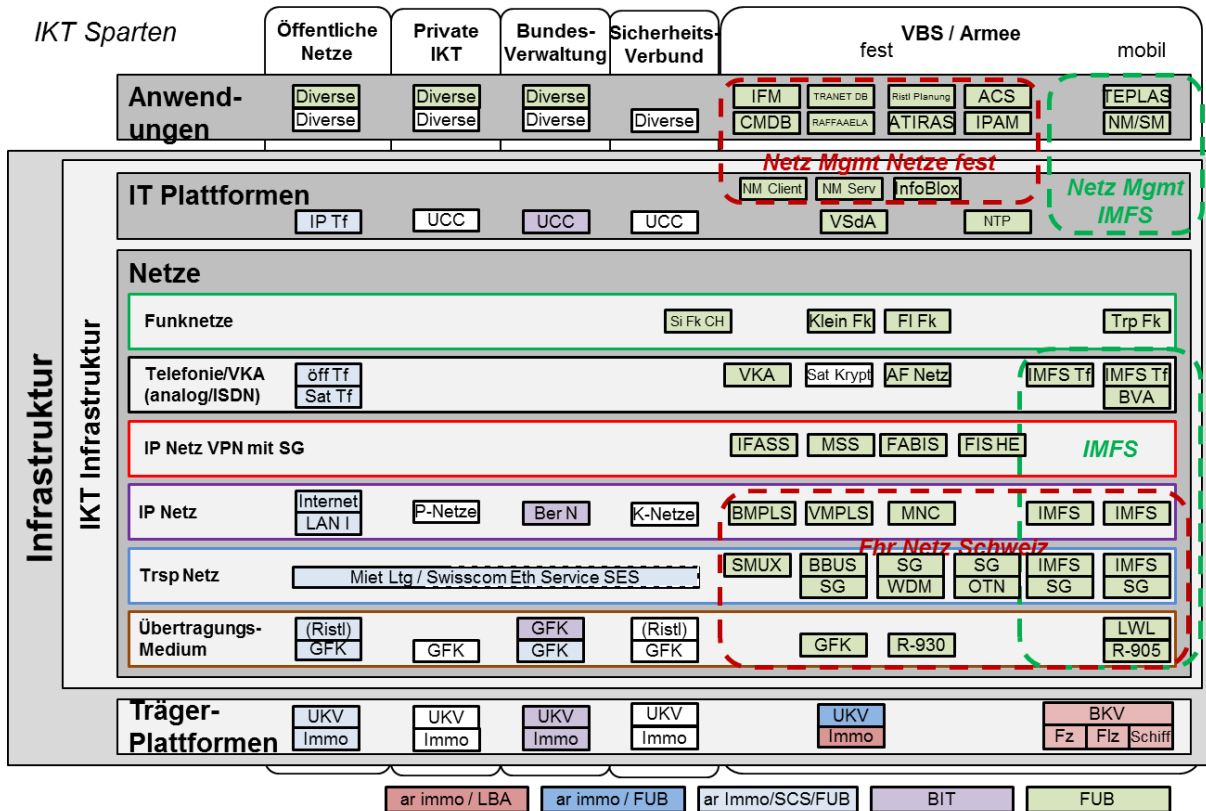 IKT Sparten
Öffentliche Netze
Private IKT
Bundes-Verwaltung
Sicherheits-Verbund
VBS / Armee
fest
mobil
Anwend-
ungen
Diverse Diverse Diverse IFM TRANET DB Ristl Planung ACS TEPLAS
Diverse Diverse Diverse Diverse CMDB RAFFAAELA ATIRAS IPAM NM/SM
Netz Mgmt Netze fest
IT Plattformen
NM Client NM Serv InfoBlox
Netz Mgmt
IMFS
IP Tf UCC UCC UCC VSdA NTP
Infrastruktur
IKT Infrastruktur
Netze
Funknetze
Si Fk CH Klein Fk Fl Fk Trp Fk
Telefonie/VKA
(analog/ISDN)
öff Tf VKA Sat Krypt AF Netz IMFS Tf IMFS Tf
Sat Tf BVA
IP Netz VPN mit SG
IFASS MSS FABIS FIS HE IMFS
IP Netz
Internet P-Netze Ber N K-Netze BMPLS VMPLS MNC IMFS IMFS
LAN I
Fhr Netz Schweiz
Trsp Netz
Miet Ltg / Swisscom Eth Service SES
SMUX BBUS SG SG IMFS IMFS
SG WDM OTN SG SG
Übertragungs-
Medium
(Ristl) GFK (Ristl) LWL
GFK GFK GFK GFK GFK R-930 R-905
Träger-
Plattformen
UKV UKV UKV UKV UKV BKV
Immo Immo Immo Immo Immo Fz Flz Schiff
ar immo / LBA
ar immo / FUB
ar Immo/SCS/FUB
BIT
FUB